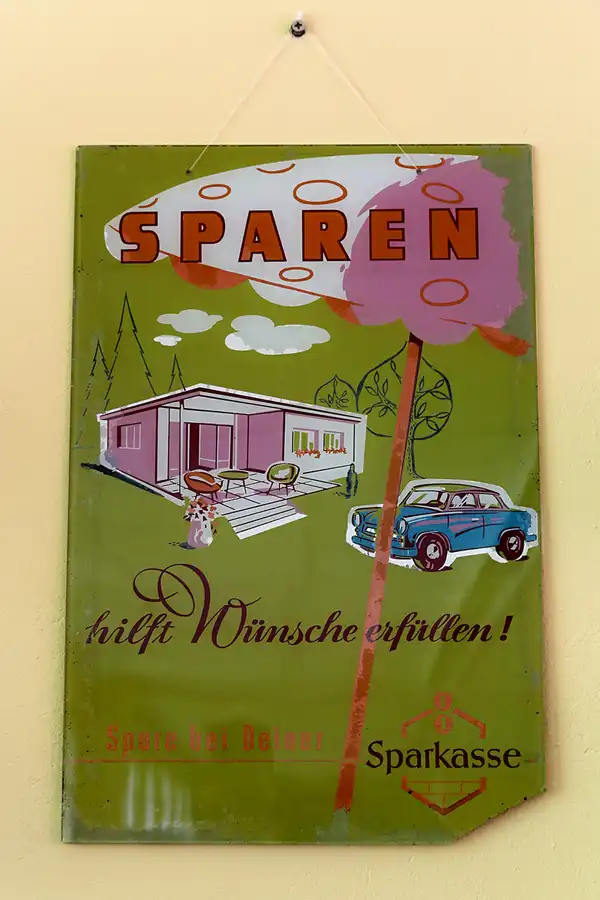 SPAREN
hilft Wünsche erfüllen!
Spare bei Deiner
Sparkasse